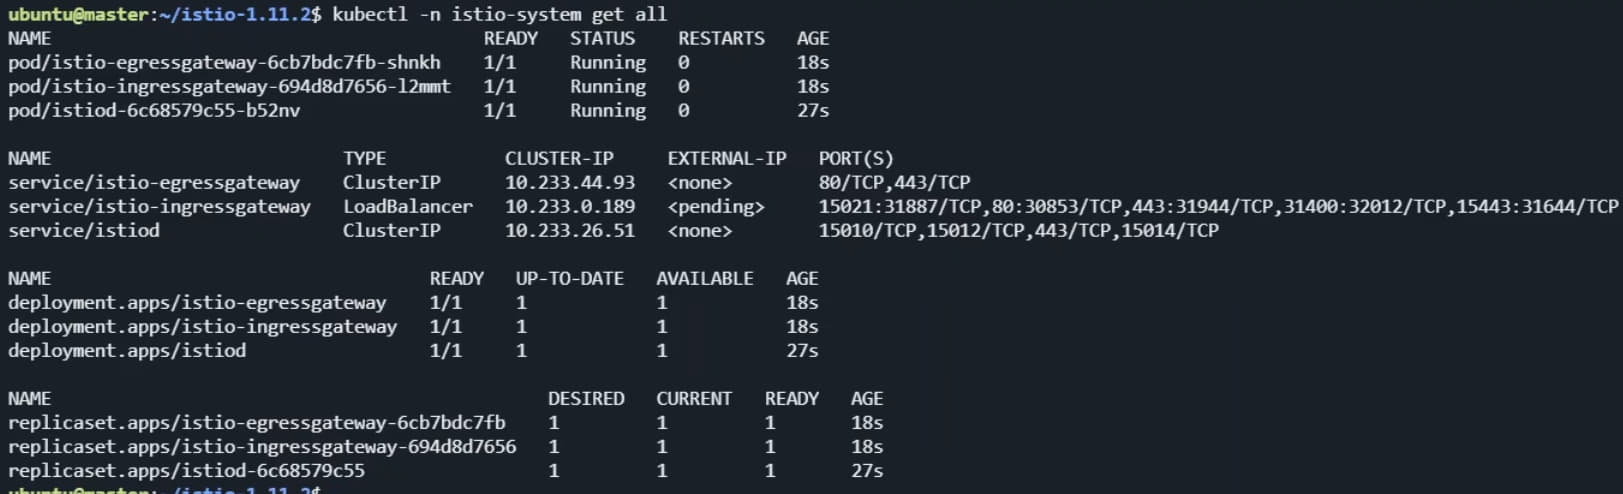 ubuntu@master:~/istio-1.11.2$ kubectl -n istio-system get all
NAME READY STATUS RESTARTS AGE
pod/istio-egressgateway-6cb7bdc7fb-shnkh 1/1 Running 0 18s
pod/istio-ingressgateway-694d8d7656-l2mmt 1/1 Running 0 18s
pod/istiod-6c68579c55-b52nv 1/1 Running 0 27s
NAME TYPE CLUSTER-IP EXTERNAL-IP PORT(S)
service/istio-egressgateway ClusterIP 10.233.44.93 <none> 80/TCP,443/TCP
service/istio-ingressgateway LoadBalancer 10.233.0.189 <pending> 15021:31887/TCP,80:30853/TCP,443:31944/TCP,31400:32012/TCP,15443:31644/TCP
service/istiod ClusterIP 10.233.26.51 <none> 15010/TCP,15012/TCP,443/TCP,15014/TCP
NAME READY UP-TO-DATE AVAILABLE AGE
deployment.apps/istio-egressgateway 1/1 1 1 18s
deployment.apps/istio-ingressgateway 1/1 1 1 18s
deployment.apps/istiod 1/1 1 1 27s
NAME DESIRED CURRENT READY AGE
replicaset.apps/istio-egressgateway-6cb7bdc7fb 1 1 1 18s
replicaset.apps/istio-ingressgateway-694d8d7656 1 1 1 18s
replicaset.apps/istiod-6c68579c55 1 1 1 27s
ubuntu@master:~/istio-1.11.2$